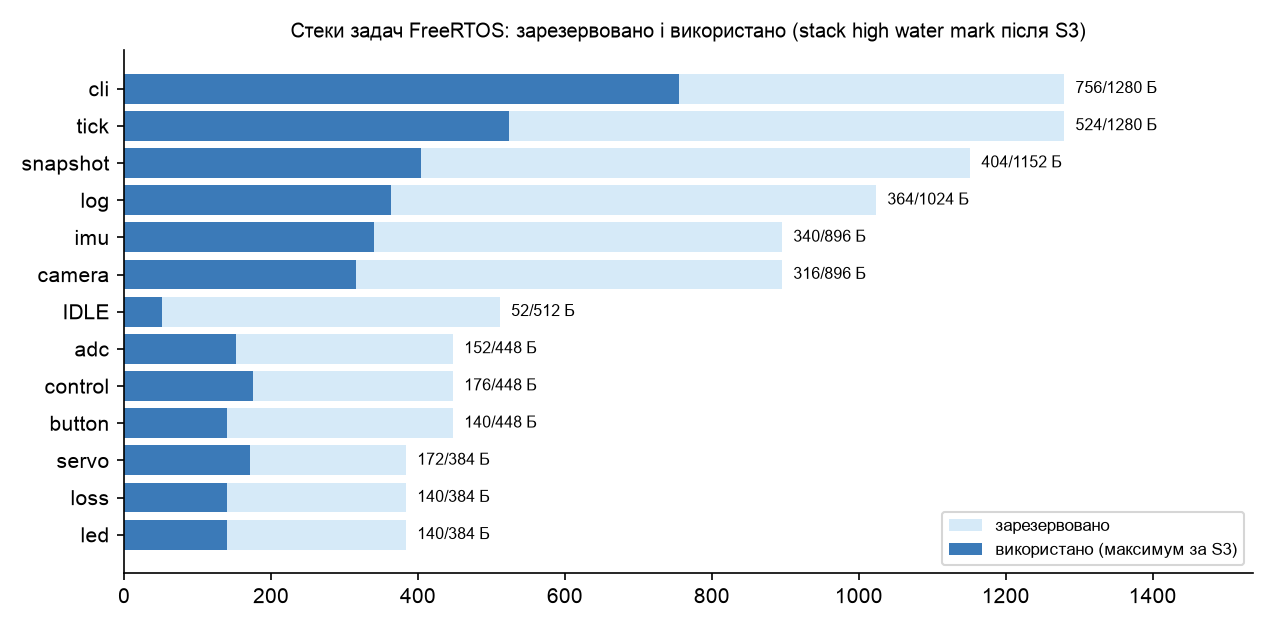 Стеки задач FreeRTOS: зарезервовано і використано (stack high water mark після S3)
cli 756/1280 Б
tick 524/1280 Б
snapshot 404/1152 Б
log 364/1024 Б
imu 340/896 Б
camera 316/896 Б
IDLE 52/512 Б
adc 152/448 Б
control 176/448 Б
button 140/448 Б
servo 172/384 Б
loss 140/384 Б
led 140/384 Б
зарезервовано
використано (максимум за S3)
0 200 400 600 800 1000 1200 1400